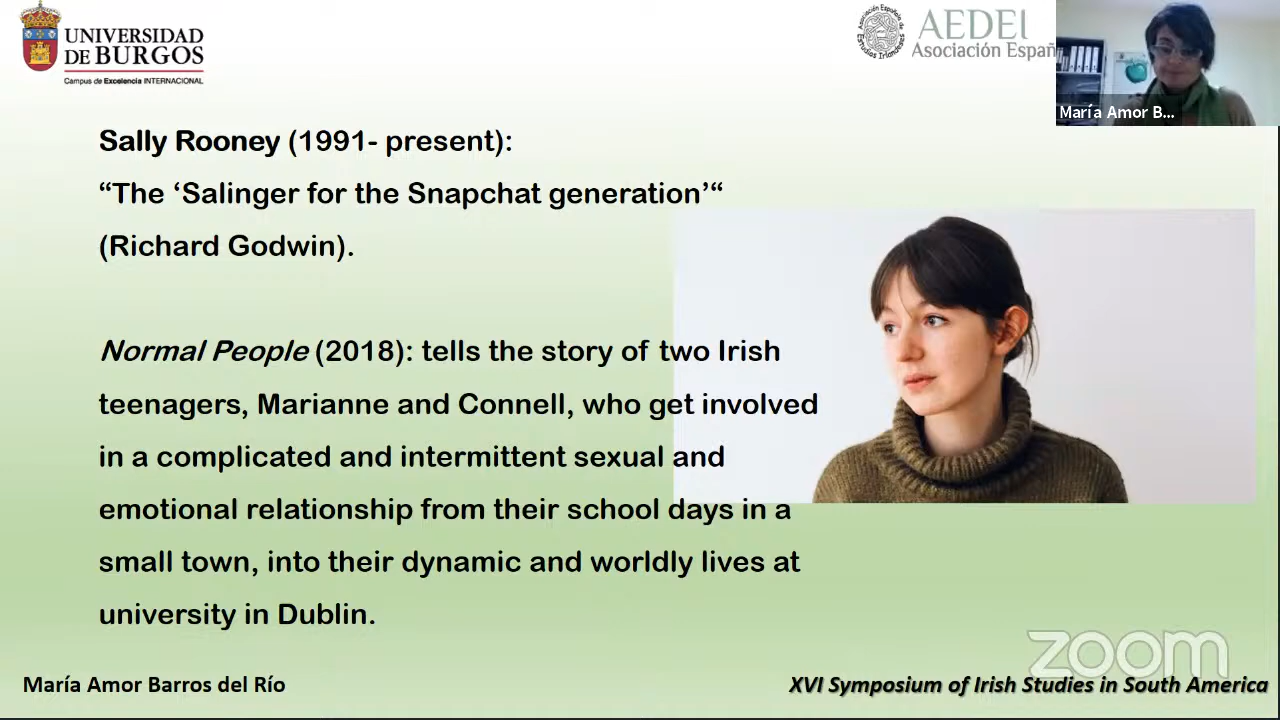 UNIVERSIDAD
DE BURGOS
Campus de Excelencia INTERNACIONAL
AEDEI
Asociación Españ
María Amor B...
Sally Rooney (1991- present):
“The ‘Salinger for the Snapchat generation’“
(Richard Godwin).
Normal People (2018): tells the story of two Irish
teenagers, Marianne and Connell, who get involved
in a complicated and intermittent sexual and
emotional relationship from their school days in a
small town, into their dynamic and worldly lives at
university in Dublin.
zoom
María Amor Barros del Río
XVI Symposium of Irish Studies in South America